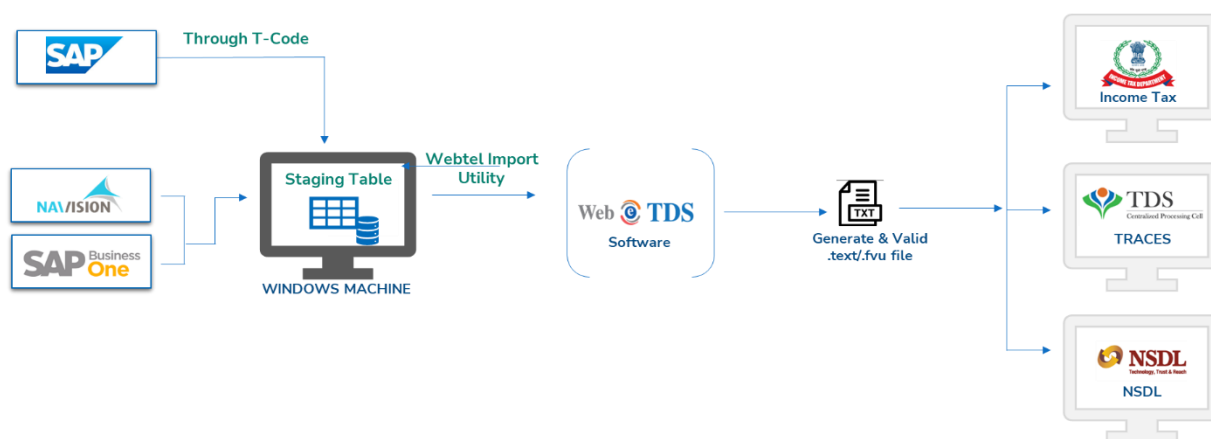 SAP
Through T-Code
NAVISION
SAP Business
One
Staging Table
WINDOWS MACHINE
Webtel Import
Utility
Web e TDS
Software
TXT
Generate & Valid
.text/.fvu file
INCOME TAX DEPARTMENT
Income Tax
TDS
Centralized Processing Cell
TRACES
NSDL
Technology, Trust & Reach
NSDL